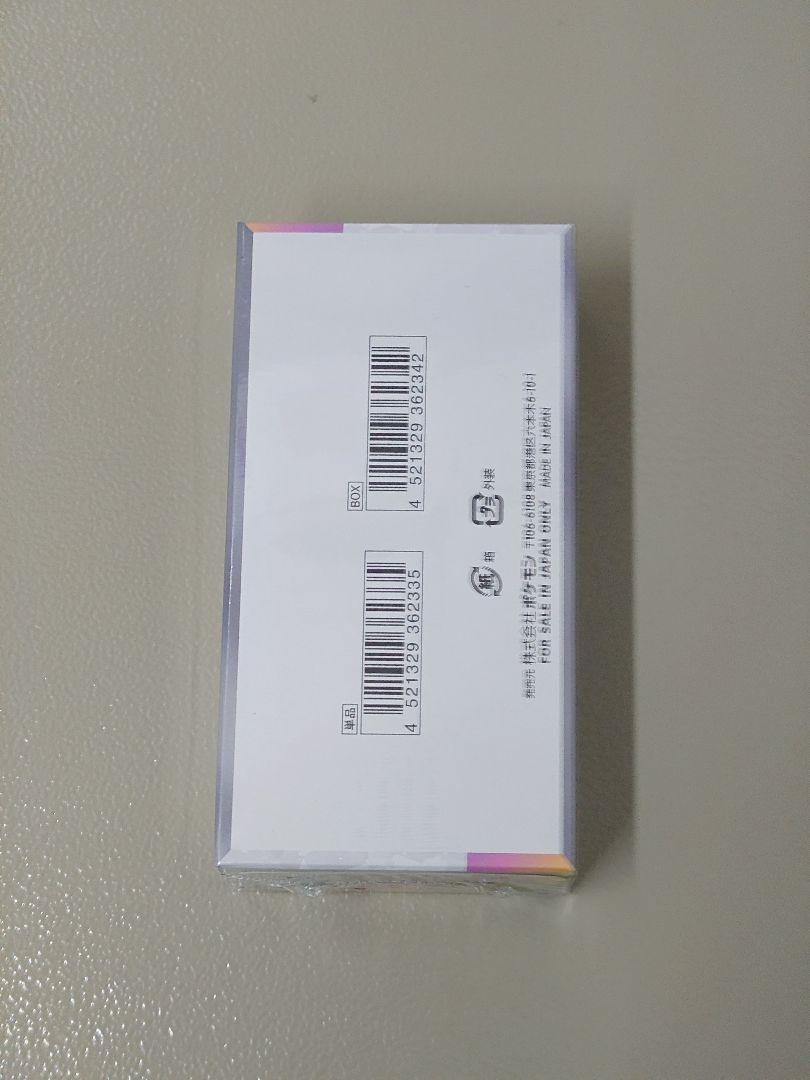 BOX
4 521329 362342
単品
4 521329 362335
紙 箱
プラ 外装
発売元 株式会社ポケモン 〒106-6108 東京都港区六本木6-10-1
FOR SALE IN JAPAN ONLY MADE IN JAPAN